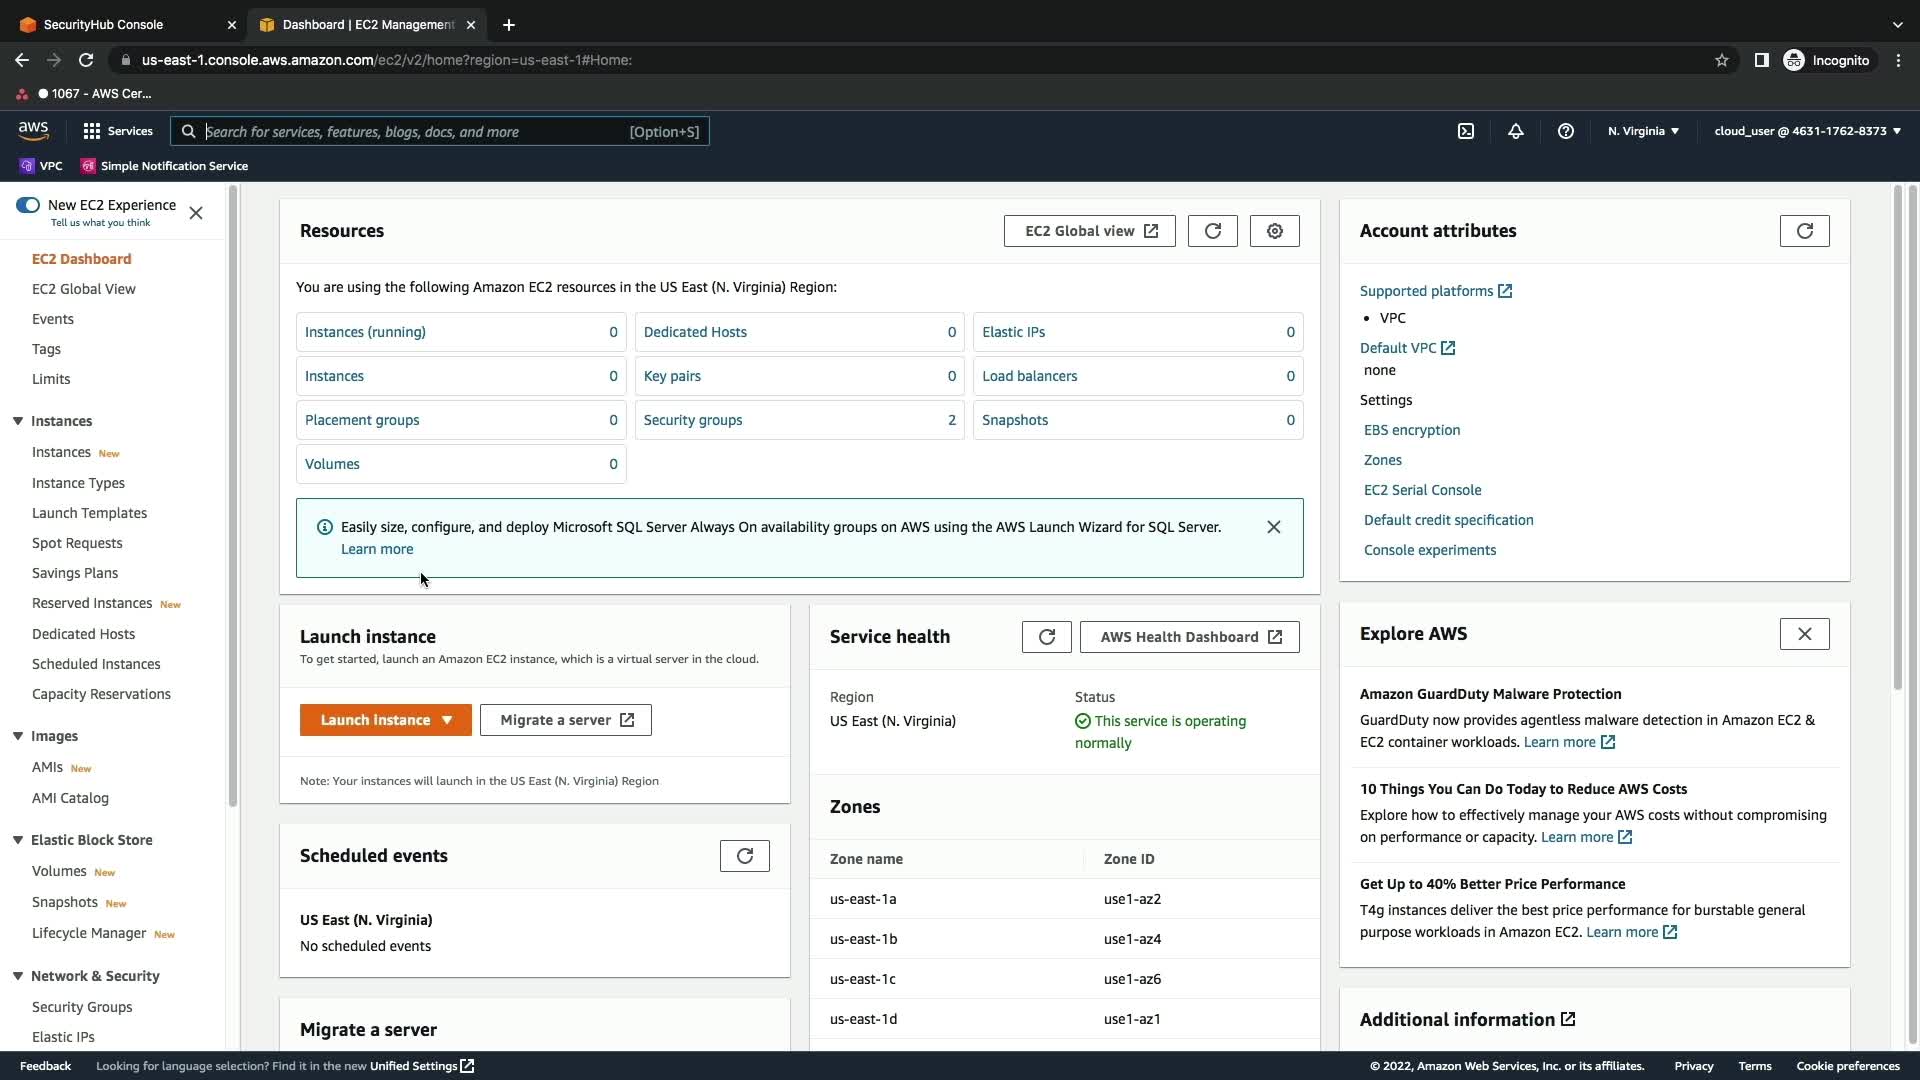 SecurityHub Console
Dashboard | EC2 Management
us-east-1.console.aws.amazon.com/ec2/v2/home?region=us-east-1#Home:
Incognito
1067 - AWS Cer...
aws
Services
Search for services, features, blogs, docs, and more
[Option+S]
N. Virginia
cloud_user @ 4631-1762-8373
VPC
Simple Notification Service
New EC2 Experience
Tell us what you think
EC2 Dashboard
EC2 Global View
Events
Tags
Limits
Instances
Instances New
Instance Types
Launch Templates
Spot Requests
Savings Plans
Reserved Instances New
Dedicated Hosts
Scheduled Instances
Capacity Reservations
Images
AMIs New
AMI Catalog
Elastic Block Store
Volumes New
Snapshots New
Lifecycle Manager New
Network & Security
Security Groups
Elastic IPs
Resources
EC2 Global view
You are using the following Amazon EC2 resources in the US East (N. Virginia) Region:
Instances (running) 0
Dedicated Hosts 0
Elastic IPs 0
Instances 0
Key pairs 0
Load balancers 0
Placement groups 0
Security groups 2
Snapshots 0
Volumes 0
Easily size, configure, and deploy Microsoft SQL Server Always On availability groups on AWS using the AWS Launch Wizard for SQL Server.
Learn more
Launch instance
To get started, launch an Amazon EC2 instance, which is a virtual server in the cloud.
Launch instance
Migrate a server
Note: Your instances will launch in the US East (N. Virginia) Region
Scheduled events
US East (N. Virginia)
No scheduled events
Migrate a server
Service health
AWS Health Dashboard
Region
US East (N. Virginia)
Status
This service is operating
normally
Zones
Zone name
Zone ID
us-east-1a
use1-az2
us-east-1b
use1-az4
us-east-1c
use1-az6
us-east-1d
use1-az1
Account attributes
Supported platforms
• VPC
Default VPC
none
Settings
EBS encryption
Zones
EC2 Serial Console
Default credit specification
Console experiments
Explore AWS
Amazon GuardDuty Malware Protection
GuardDuty now provides agentless malware detection in Amazon EC2 &
EC2 container workloads. Learn more
10 Things You Can Do Today to Reduce AWS Costs
Explore how to effectively manage your AWS costs without compromising
on performance or capacity. Learn more
Get Up to 40% Better Price Performance
T4g instances deliver the best price performance for burstable general
purpose workloads in Amazon EC2. Learn more
Additional information
Feedback
Looking for language selection? Find it in the new Unified Settings
© 2022, Amazon Web Services, Inc. or its affiliates.
Privacy
Terms
Cookie preferences